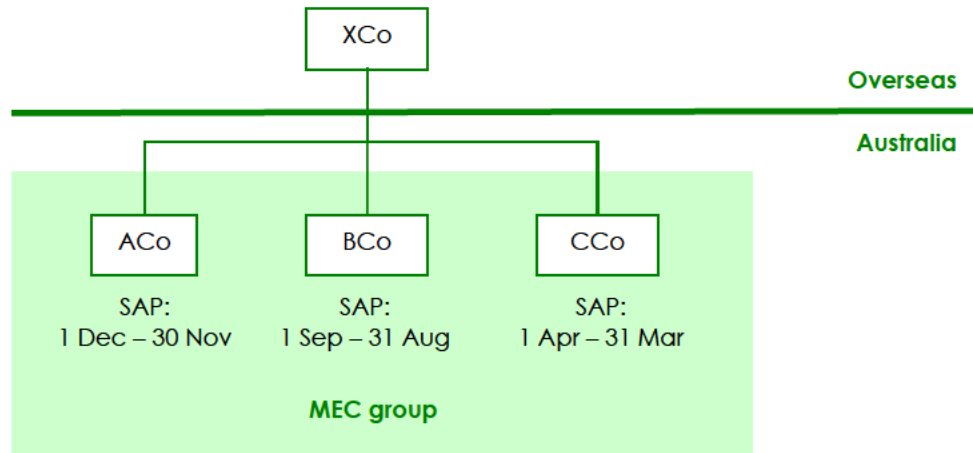 XCo
Overseas
Australia
ACo
BCo
CCo
SAP:
1 Dec – 30 Nov
SAP:
1 Sep – 31 Aug
SAP:
1 Apr – 31 Mar
MEC group